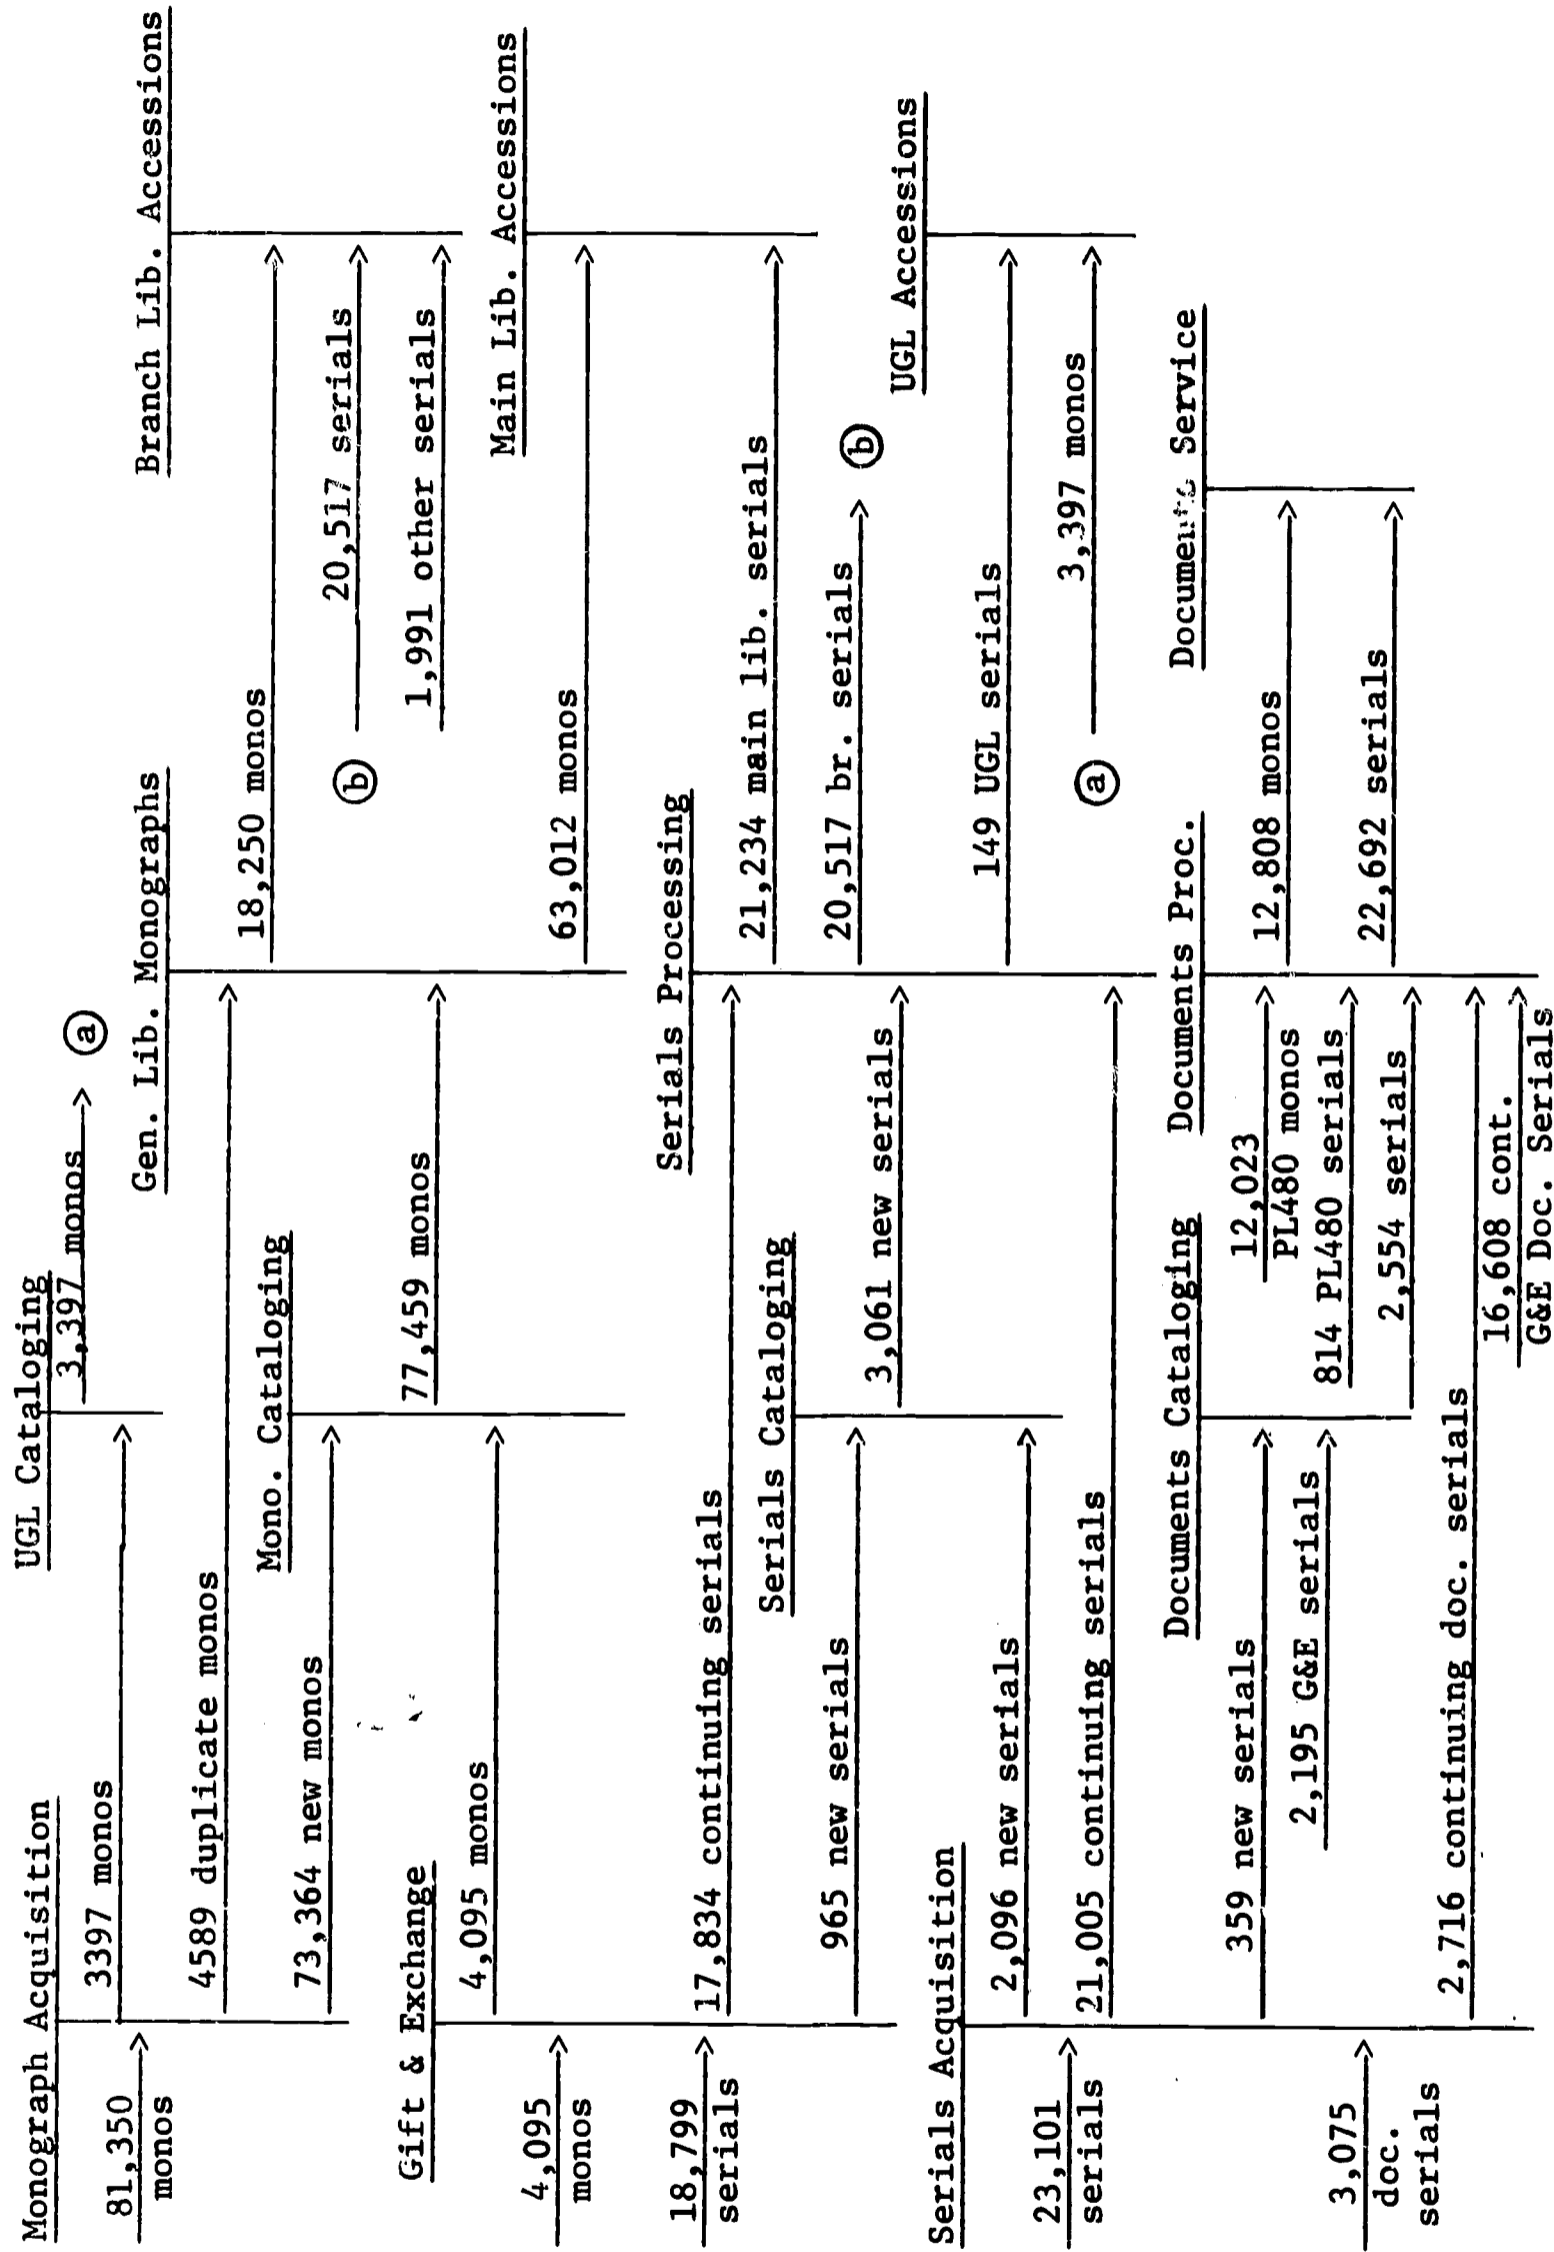 Monograph Acquisition
81,350
monos
3397 monos
4589 duplicate monos
73,364 new monos
UGL Cataloging
3,397 monos
a
Mono. Cataloging
77,459 monos
Gen. Lib. Monographs
18,250 monos
63,012 monos
Branch Lib. Accessions
b
20,517 serials
1,991 other serials
Main Lib. Accessions
Gift & Exchange
4,095
monos
18,799
serials
4,095 monos
17,834 continuing serials
965 new serials
Serials Cataloging
3,061 new serials
Serials Processing
21,234 main lib. serials
20,517 br. serials
b
149 UGL serials
UGL Accessions
a
3,397 monos
Serials Acquisition
23,101
serials
3,075
doc.
serials
2,096 new serials
21,005 continuing serials
359 new serials
2,195 G&E serials
2,716 continuing doc. serials
Documents Cataloging
12,023
PL480 monos
814 PL480 serials
2,554 serials
16,608 cont.
G&E Doc. Serials
Documents Proc.
12,808 monos
22,692 serials
Documents Service